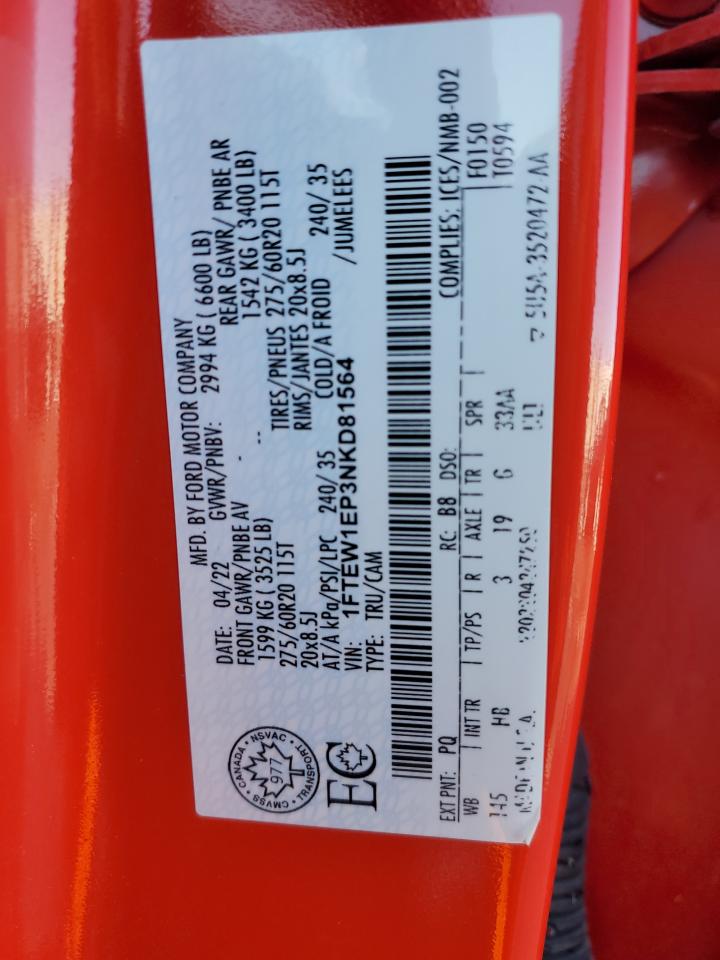 MFD. BY FORD MOTOR COMPANY
DATE: 04/22 GVWR/PNBV: 2994 KG ( 6600 LB)
FRONT GAWR/PNBE AV REAR GAWR/ PNBE AR
1599 KG ( 3525 LB) - -- 1542 KG ( 3400 LB)
275/60R20 115T TIRES/PNEUS 275/60R20 115T
20x8.5J RIMS/JANTES 20x8.5J
AT/A kPa/PSI/LPC 240/ 35 COLD/A FROID 240/ 35
VIN: 1FTEW1EP3NKD81564 /JUMELEES
TYPE: TRU/CAM
CANADA · NSVAC · TRANSPORT · CMVSS ·
977
EC
COMPLIES: ICES/NMB-002
EXT PNT: PQ RC: B8 DSO: F0150
WB INT TR TP/PS R AXLE TR SPR T0594
145 HB 3 19 G 33AA
5U5A-3520472-AA